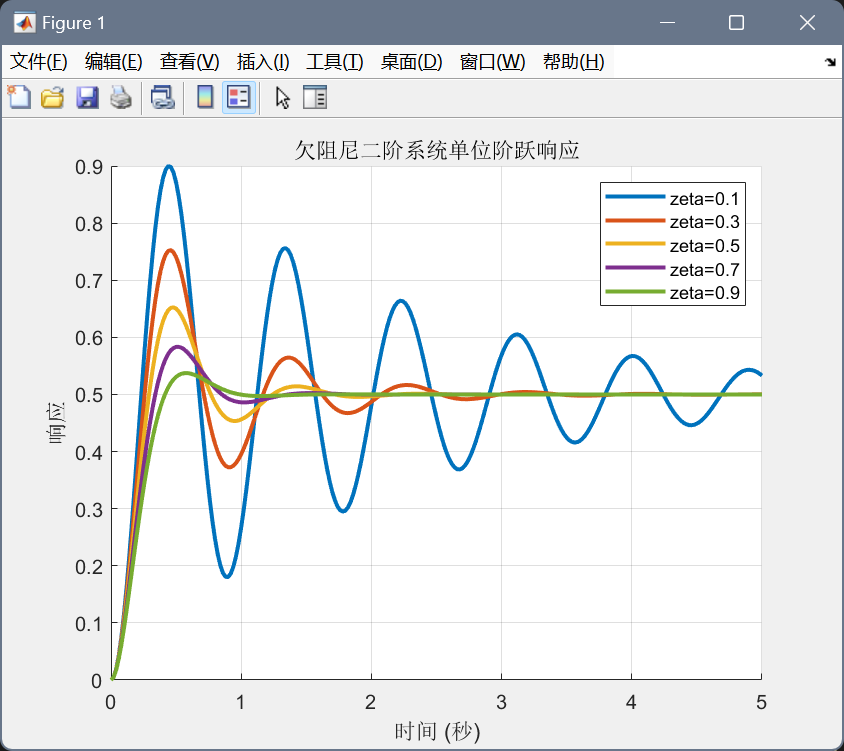 Figure 1
文件(F) 编辑(E) 查看(V) 插入(I) 工具(T) 桌面(D) 窗口(W) 帮助(H)
欠阻尼二阶系统单位阶跃响应
0.9
0.8
0.7
0.6
0.5
0.4
0.3
0.2
0.1
0
响应
zeta=0.1
zeta=0.3
zeta=0.5
zeta=0.7
zeta=0.9
0 1 2 3 4 5
时间 (秒)